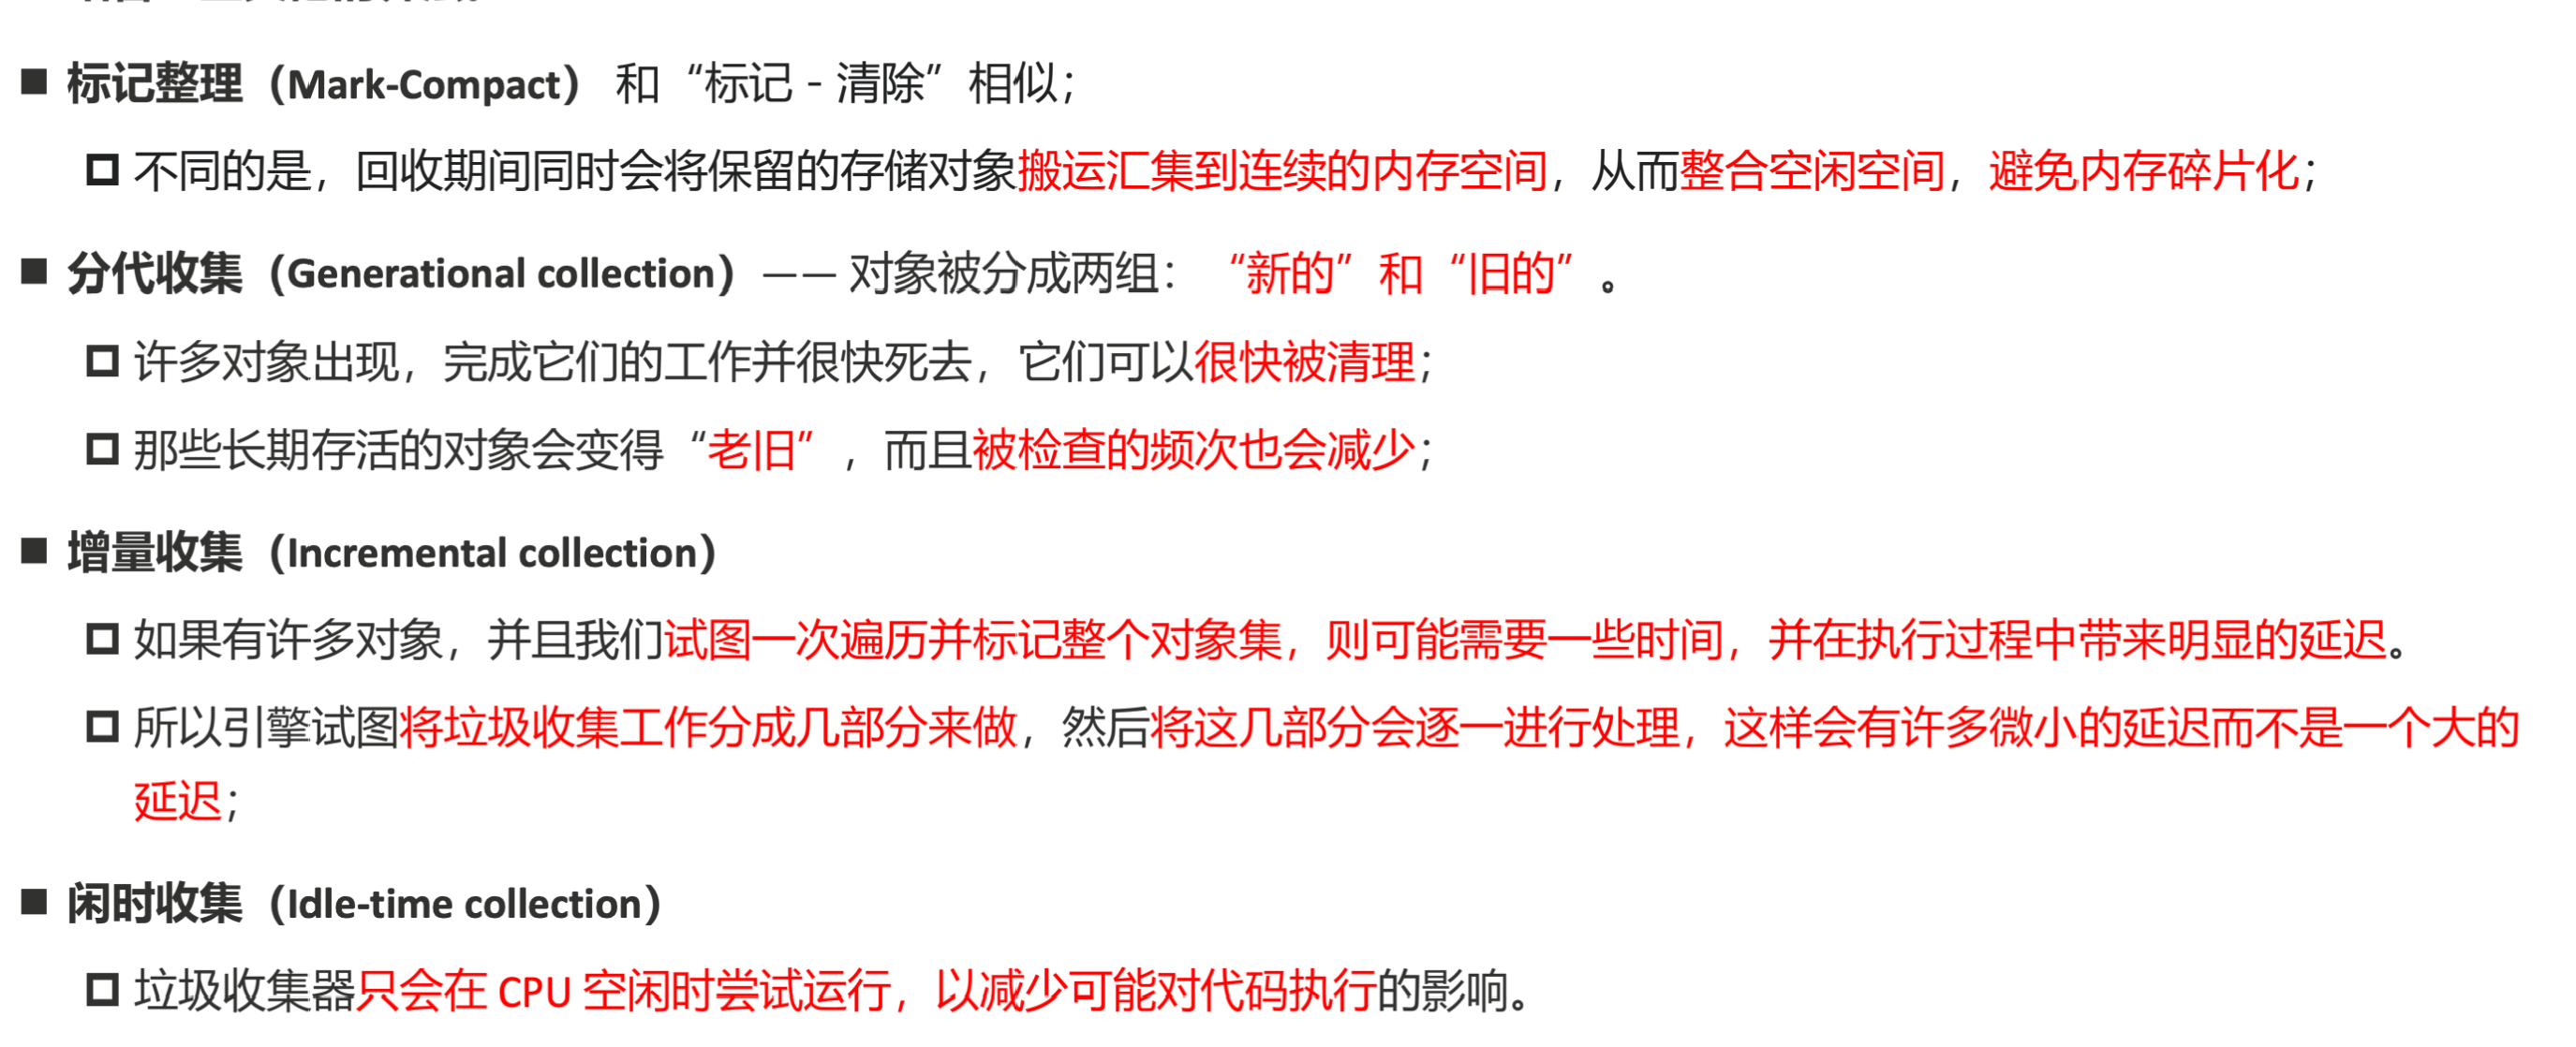 标记整理（Mark-Compact） 和“标记 - 清除”相似；
不同的是，回收期间同时会将保留的存储对象搬运汇集到连续的内存空间，从而整合空闲空间，避免内存碎片化；
分代收集（Generational collection）—— 对象被分成两组：“新的”和“旧的”。
许多对象出现，完成它们的工作并很快死去，它们可以很快被清理；
那些长期存活的对象会变得“老旧”，而且被检查的频次也会减少；
增量收集（Incremental collection）
如果有许多对象，并且我们试图一次遍历并标记整个对象集，则可能需要一些时间，并在执行过程中带来明显的延迟。
所以引擎试图将垃圾收集工作分成几部分来做，然后将这几部分会逐一进行处理，这样会有许多微小的延迟而不是一个大的
延迟；
闲时收集（Idle-time collection）
垃圾收集器只会在 CPU 空闲时尝试运行，以减少可能对代码执行的影响。